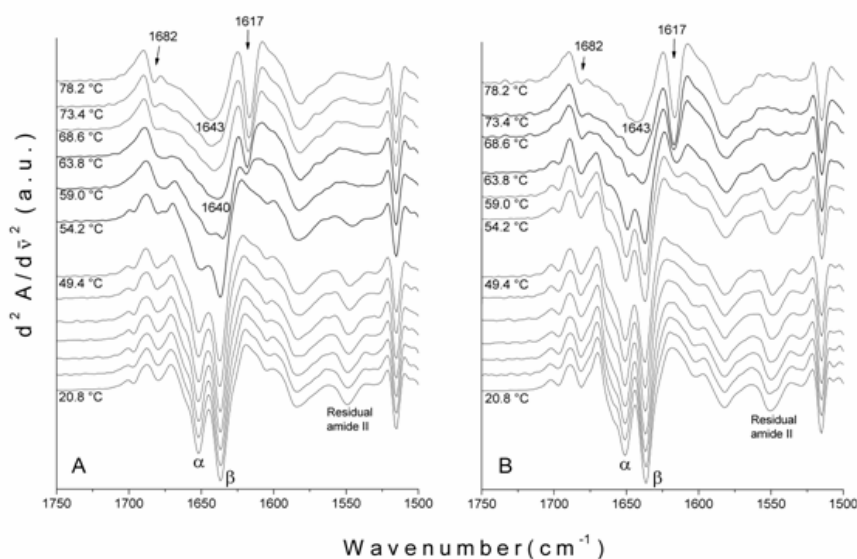 1682
1617
78.2 °C
73.4 °C
68.6 °C
1643
63.8 °C
59.0 °C
1640
54.2 °C
49.4 °C
20.8 °C
Residual
amide II
A
α
β
1750 1700 1650 1600 1550 1500
1682
1617
78.2 °C
73.4 °C
68.6 °C
1643
63.8 °C
59.0 °C
54.2 °C
49.4 °C
20.8 °C
Residual
amide II
B
α
β
1750 1700 1650 1600 1550 1500
d² A/dν̄² (a.u.)
Wavenumber(cm⁻¹)